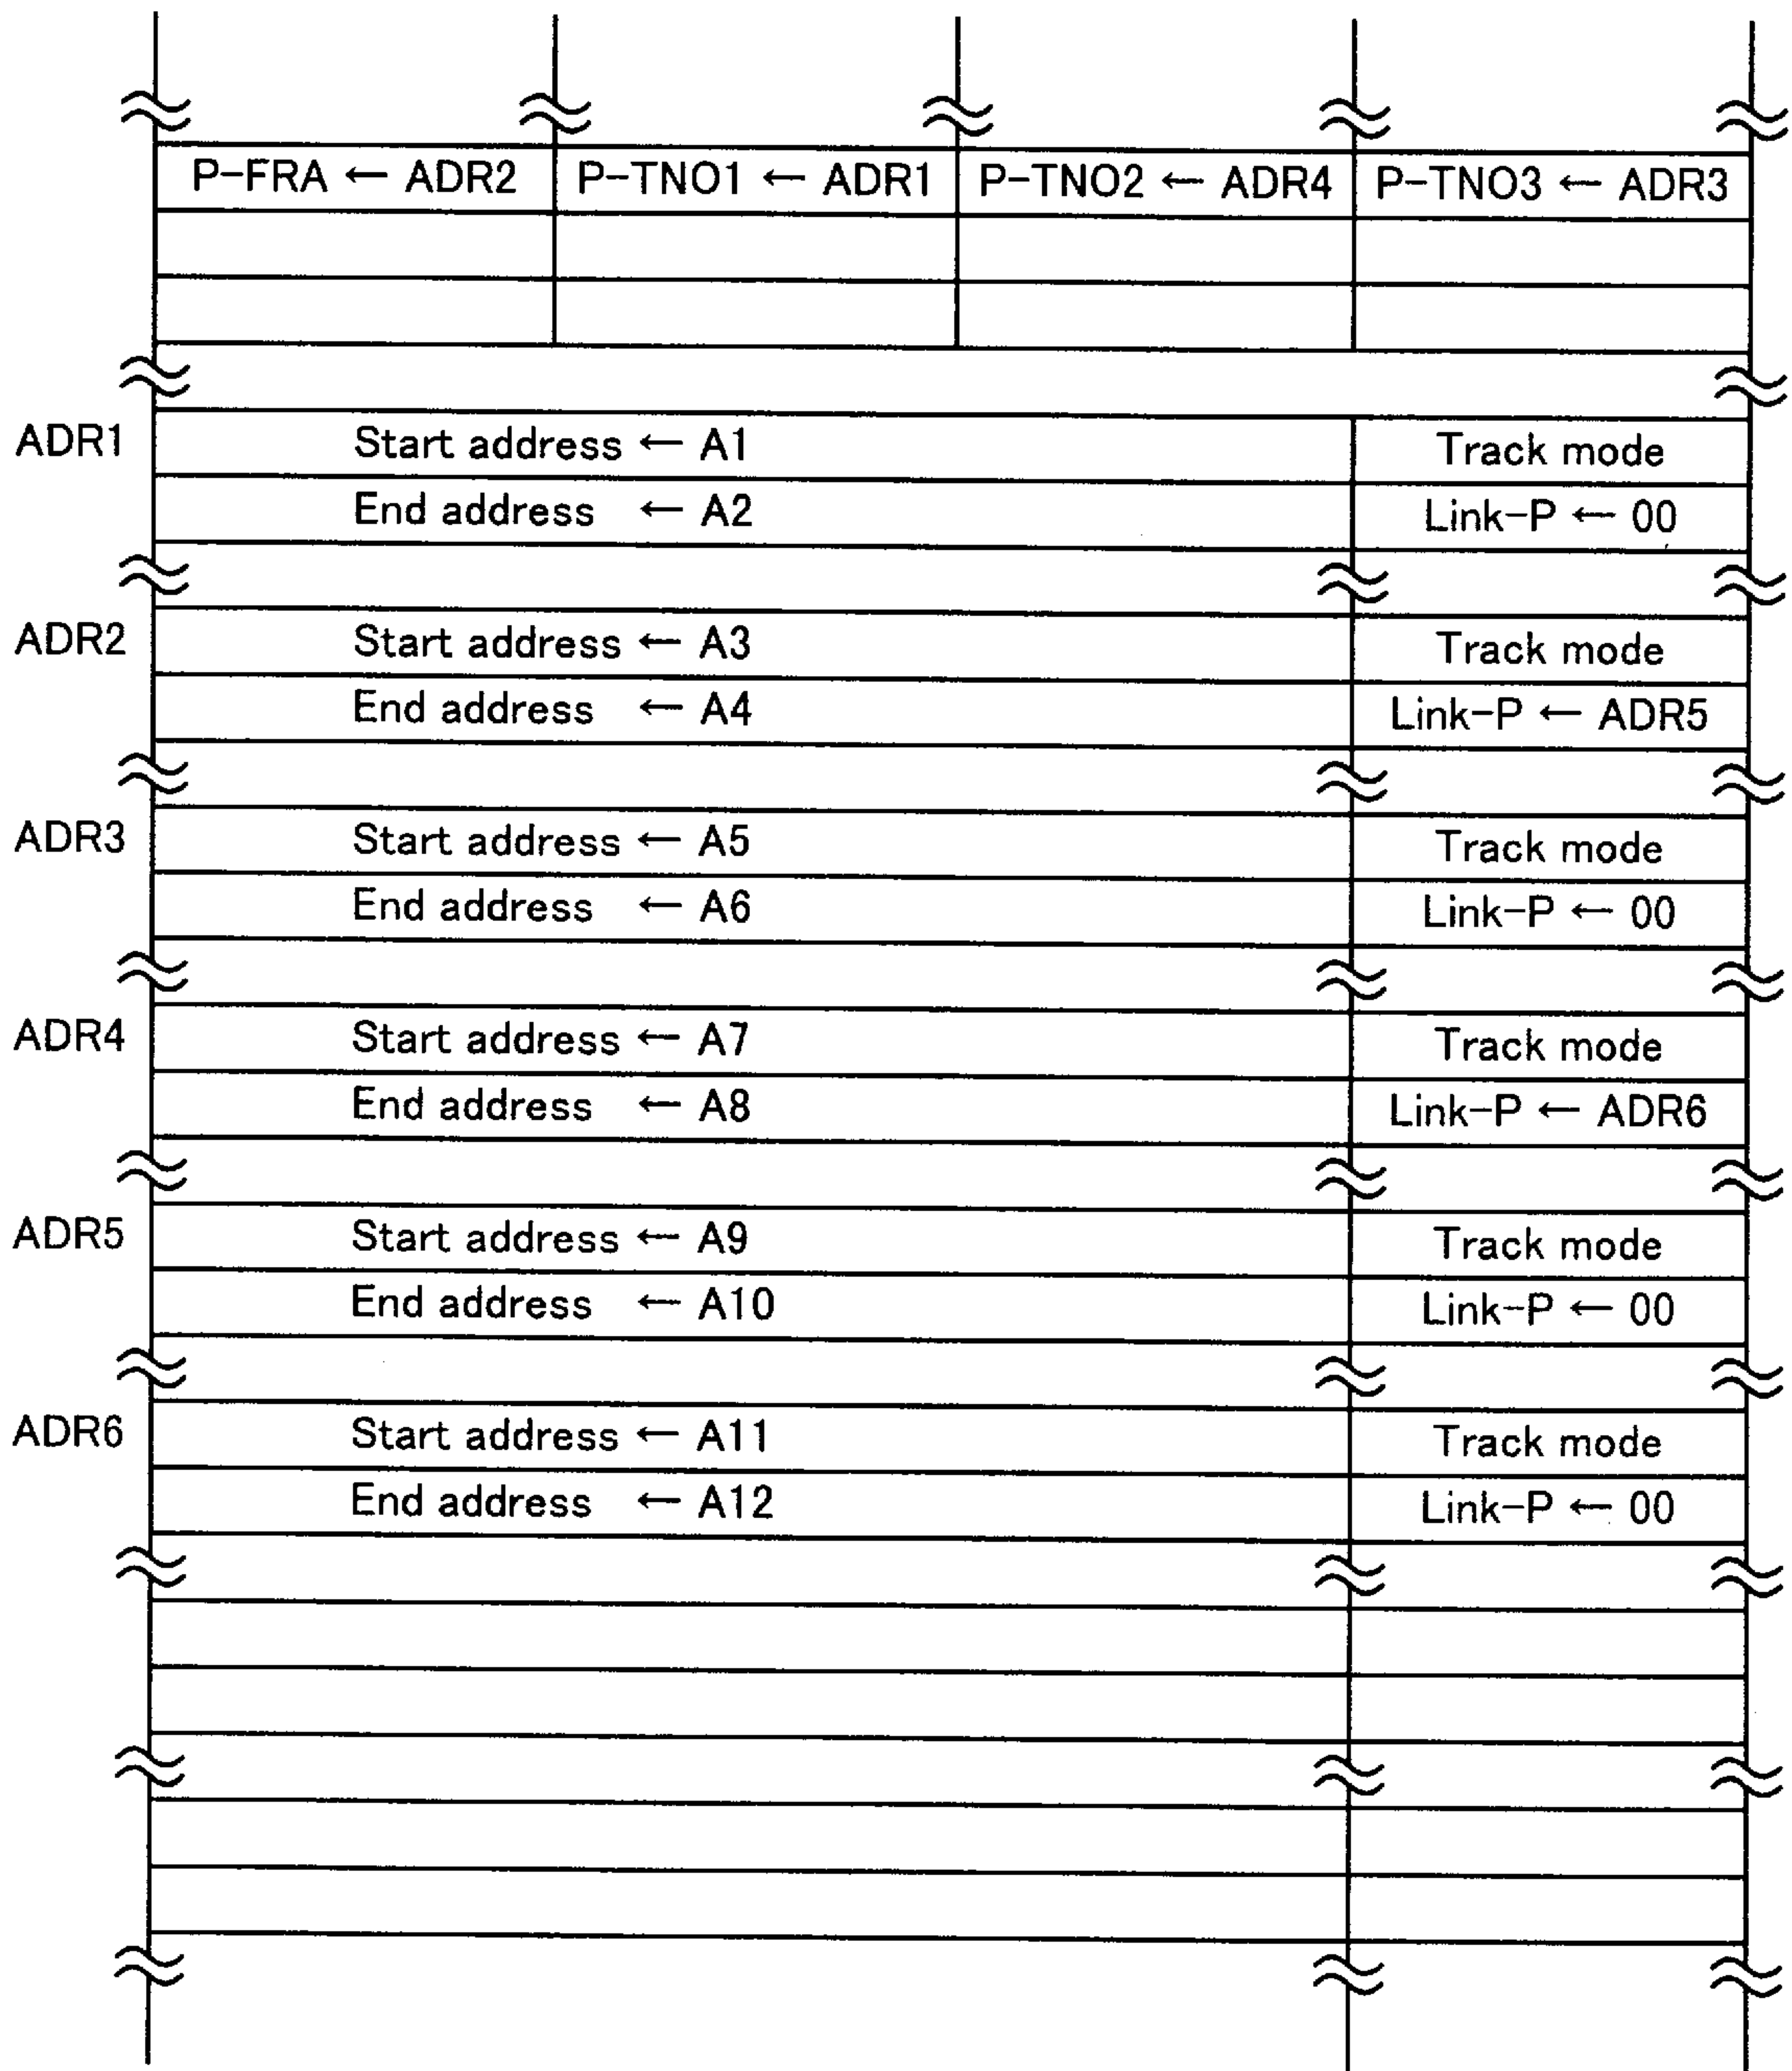 P-FRA ← ADR2 P-TNO1 ← ADR1 P-TNO2 ← ADR4 P-TNO3 ← ADR3
ADR1 Start address ← A1 Track mode
End address ← A2 Link-P ← 00
ADR2 Start address ← A3 Track mode
End address ← A4 Link-P ← ADR5
ADR3 Start address ← A5 Track mode
End address ← A6 Link-P ← 00
ADR4 Start address ← A7 Track mode
End address ← A8 Link-P ← ADR6
ADR5 Start address ← A9 Track mode
End address ← A10 Link-P ← 00
ADR6 Start address ← A11 Track mode
End address ← A12 Link-P ← 00